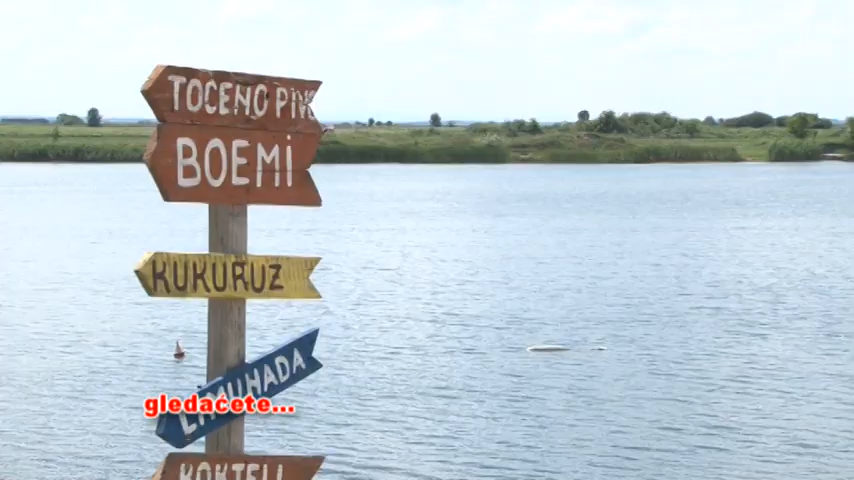 TOČENO PIVO
BOEMI
KUKURUZ
LIMUNADA
gledaćete...
KOKTELI